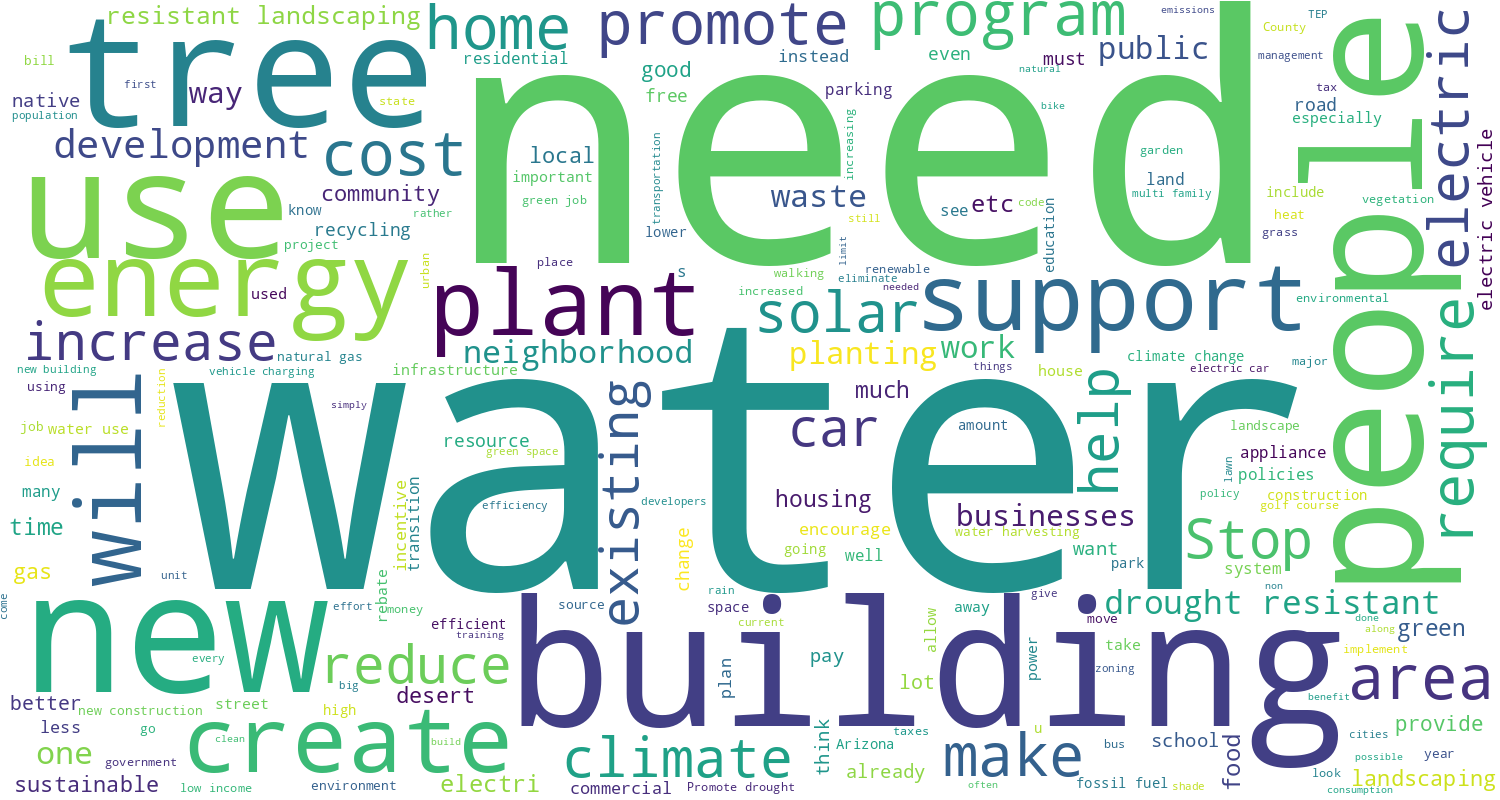 resistant landscaping
home
promote
program
emissions
TEP
County
bill
tree
residential
good
instead
even
must
public
management
people
electric
first
way
state
free
parking
natural
bike
tax
road
native
population
need
especially
development
cost
local
important
green job
transportation
increasing
garden
land
multi family
community
know
rather
recycling
project
waste
still
see
etc
code
education
include
heat
grass
vegetation
electric vehicle
use
lower
limit
energy
used
urban
place
s
walking
renewable
eliminate
needed
increased
environmental
plant
solar
support
require
increase
natural gas
neighborhood
planting
work
climate change
major
new building
vehicle charging
infrastructure
things
house
electric car
using
reduction
simply
will
water
existing
much
help
car
job
water use
resource
green space
amount
landscape
appliance
idea
lawn
policies
many
incentive
transition
efficiency
developers
housing
businesses
policy
construction
golf course
time
encourage
water harvesting
want
Stop
change
going
well
park
system
gas
unit
rebate
come
effort
money
source
rain
space
give
non
drought resistant
new
efficient
training
current
away
allow
move
done
along
green
every
reduce
building
take
implement
big
desert
plan
pay
power
zoning
area
better
new construction
street
high
lot
benefit
less
go
create
clean
build
u
provide
one
government
climate
think
Arizona
taxes
make
bus
school
food
cities
year
possible
sustainable
low income
environment
electri
commercial
Promote drought
already
often
fossil fuel
shade
look
landscaping
consumption